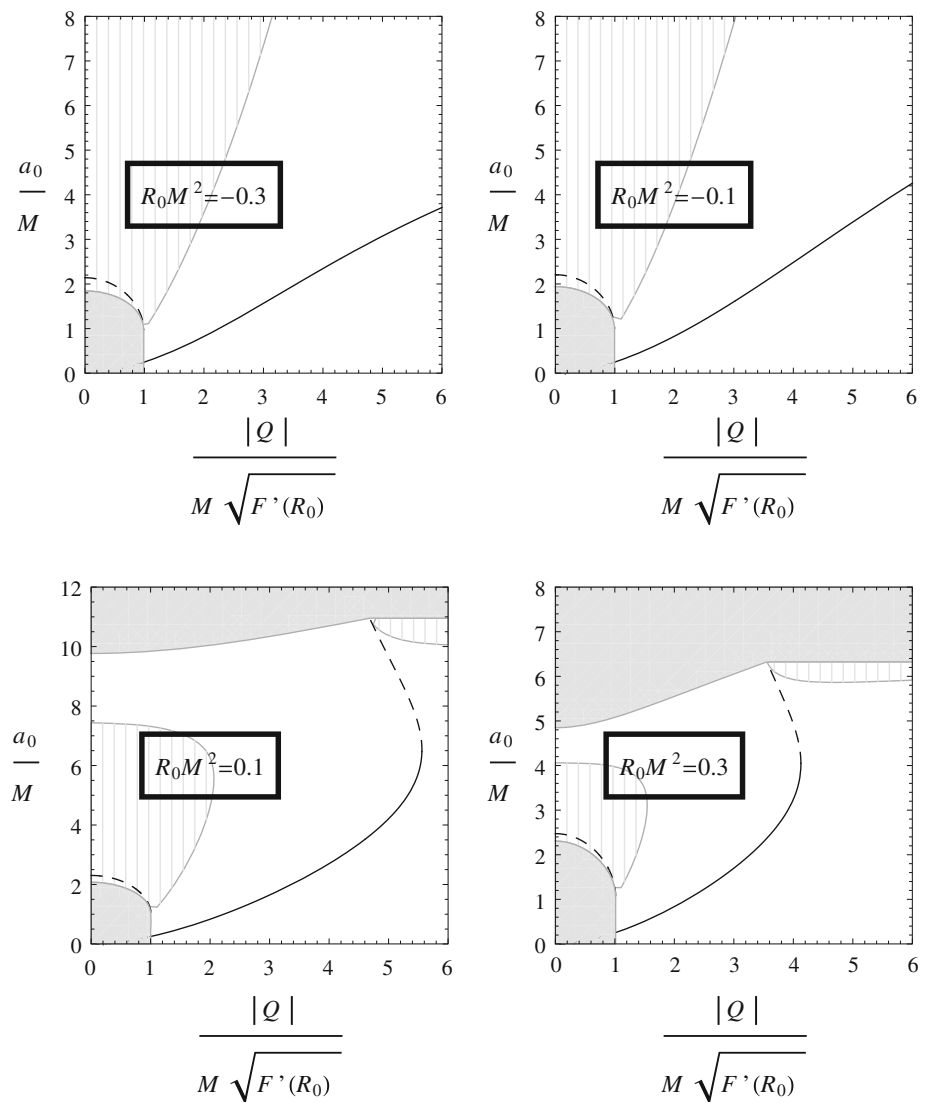 8
7
6
5
4
3
2
1
0
a₀
M
R₀M²=−0.3
0 1 2 3 4 5 6
|Q|
M √F’(R₀)
8
7
6
5
4
3
2
1
0
a₀
M
R₀M²=−0.1
0 1 2 3 4 5 6
|Q|
M √F’(R₀)
12
10
8
6
4
2
0
a₀
M
R₀M²=0.1
0 1 2 3 4 5 6
|Q|
M √F’(R₀)
8
7
6
5
4
3
2
1
0
a₀
M
R₀M²=0.3
0 1 2 3 4 5 6
|Q|
M √F’(R₀)